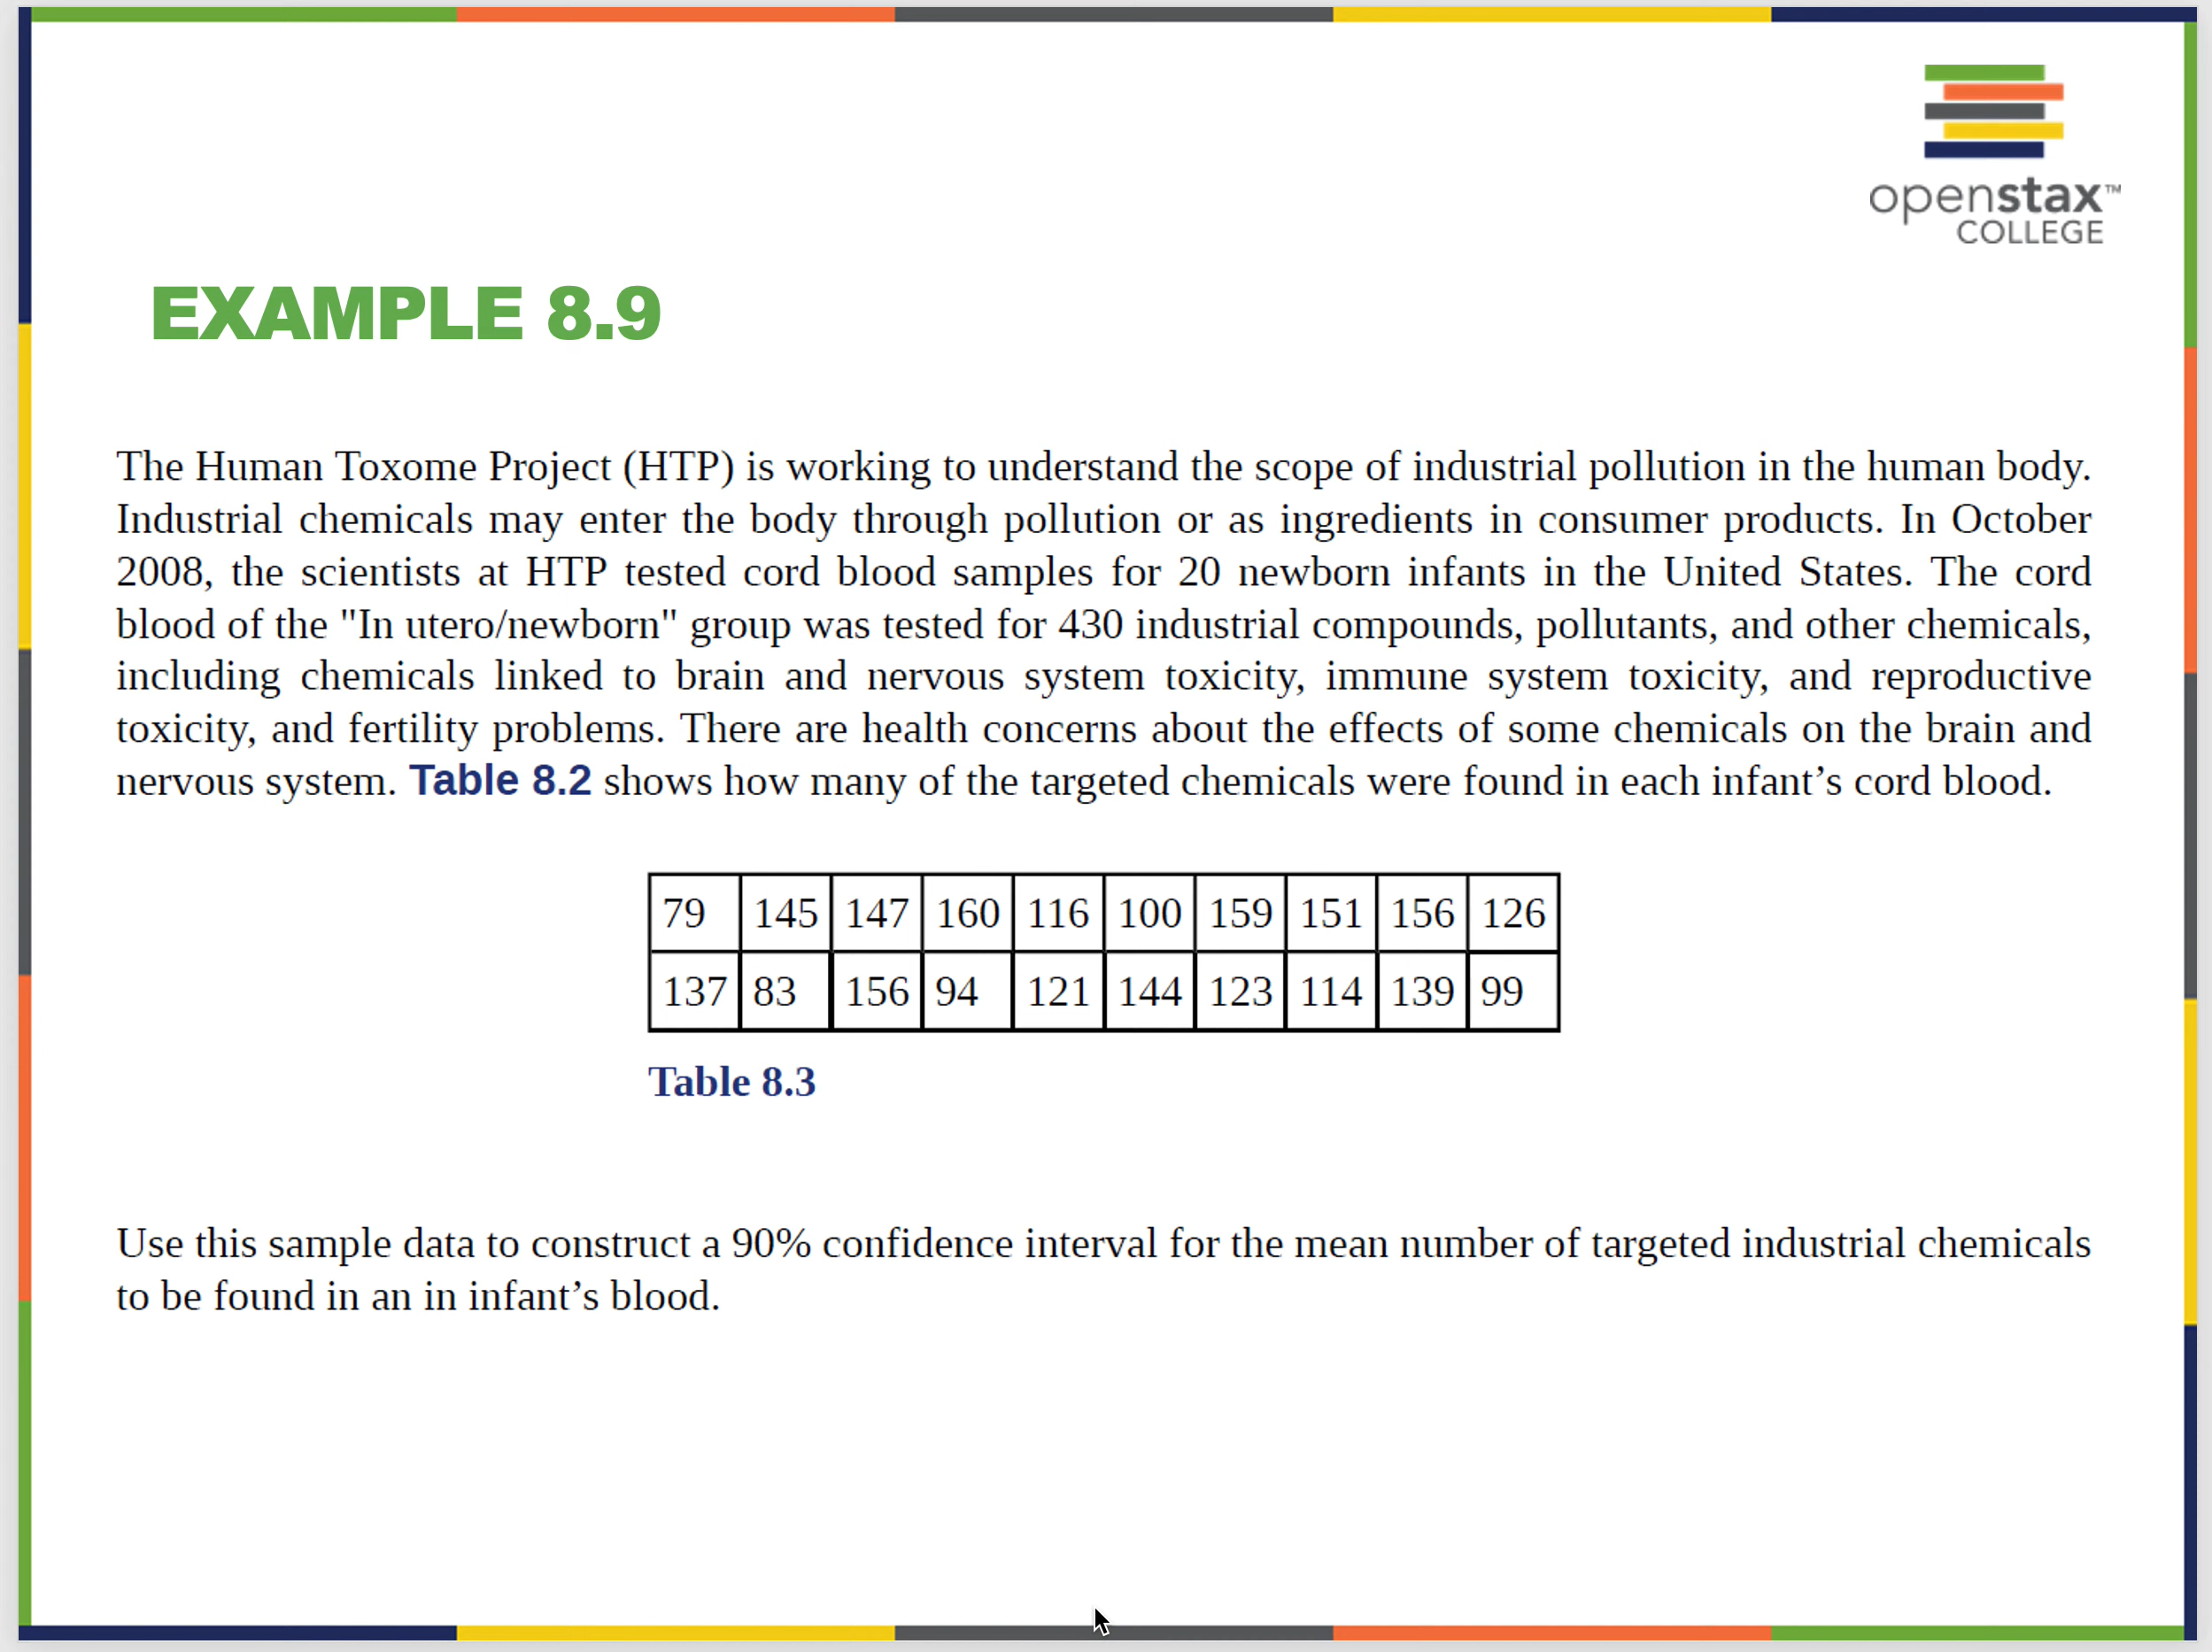 openstax™
COLLEGE
EXAMPLE 8.9
The Human Toxome Project (HTP) is working to understand the scope of industrial pollution in the human body.
Industrial chemicals may enter the body through pollution or as ingredients in consumer products. In October
2008, the scientists at HTP tested cord blood samples for 20 newborn infants in the United States. The cord
blood of the "In utero/newborn" group was tested for 430 industrial compounds, pollutants, and other chemicals,
including chemicals linked to brain and nervous system toxicity, immune system toxicity, and reproductive
toxicity, and fertility problems. There are health concerns about the effects of some chemicals on the brain and
nervous system. Table 8.2 shows how many of the targeted chemicals were found in each infant’s cord blood.
79 145 147 160 116 100 159 151 156 126
137 83 156 94 121 144 123 114 139 99
Table 8.3
Use this sample data to construct a 90% confidence interval for the mean number of targeted industrial chemicals
to be found in an in infant’s blood.